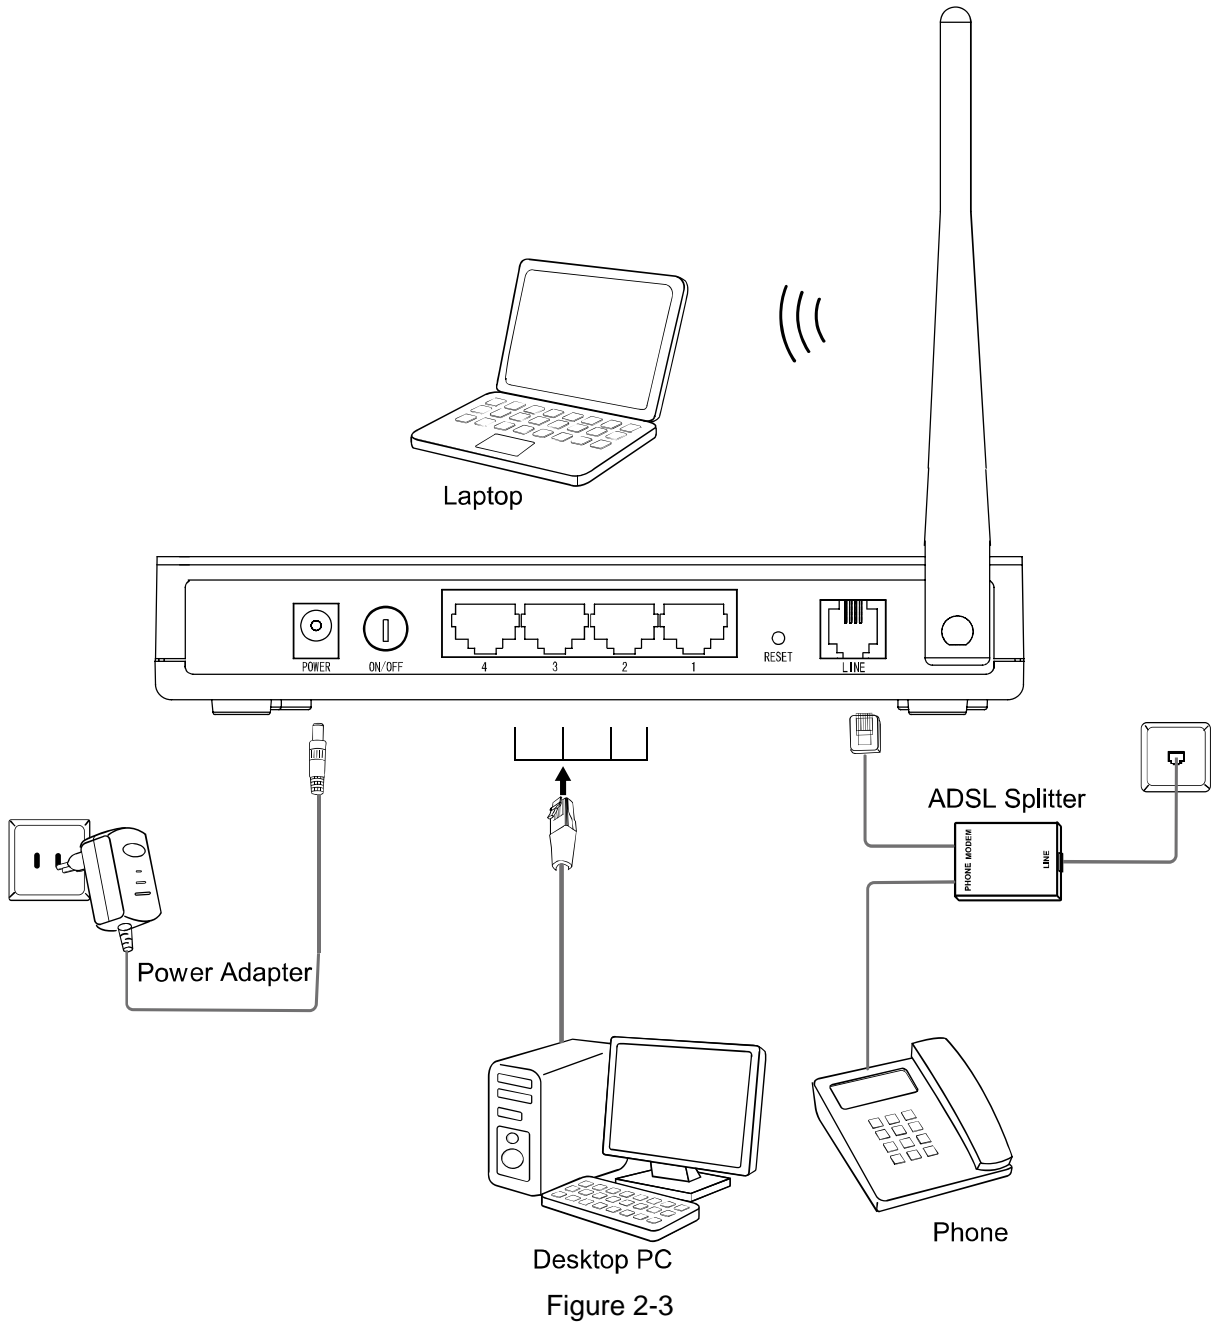 Laptop
POWER
ON/OFF
4
3
2
1
RESET
LINE
ADSL Splitter
PHONE MODEM
LINE
Power Adapter
Phone
Desktop PC
Figure 2-3